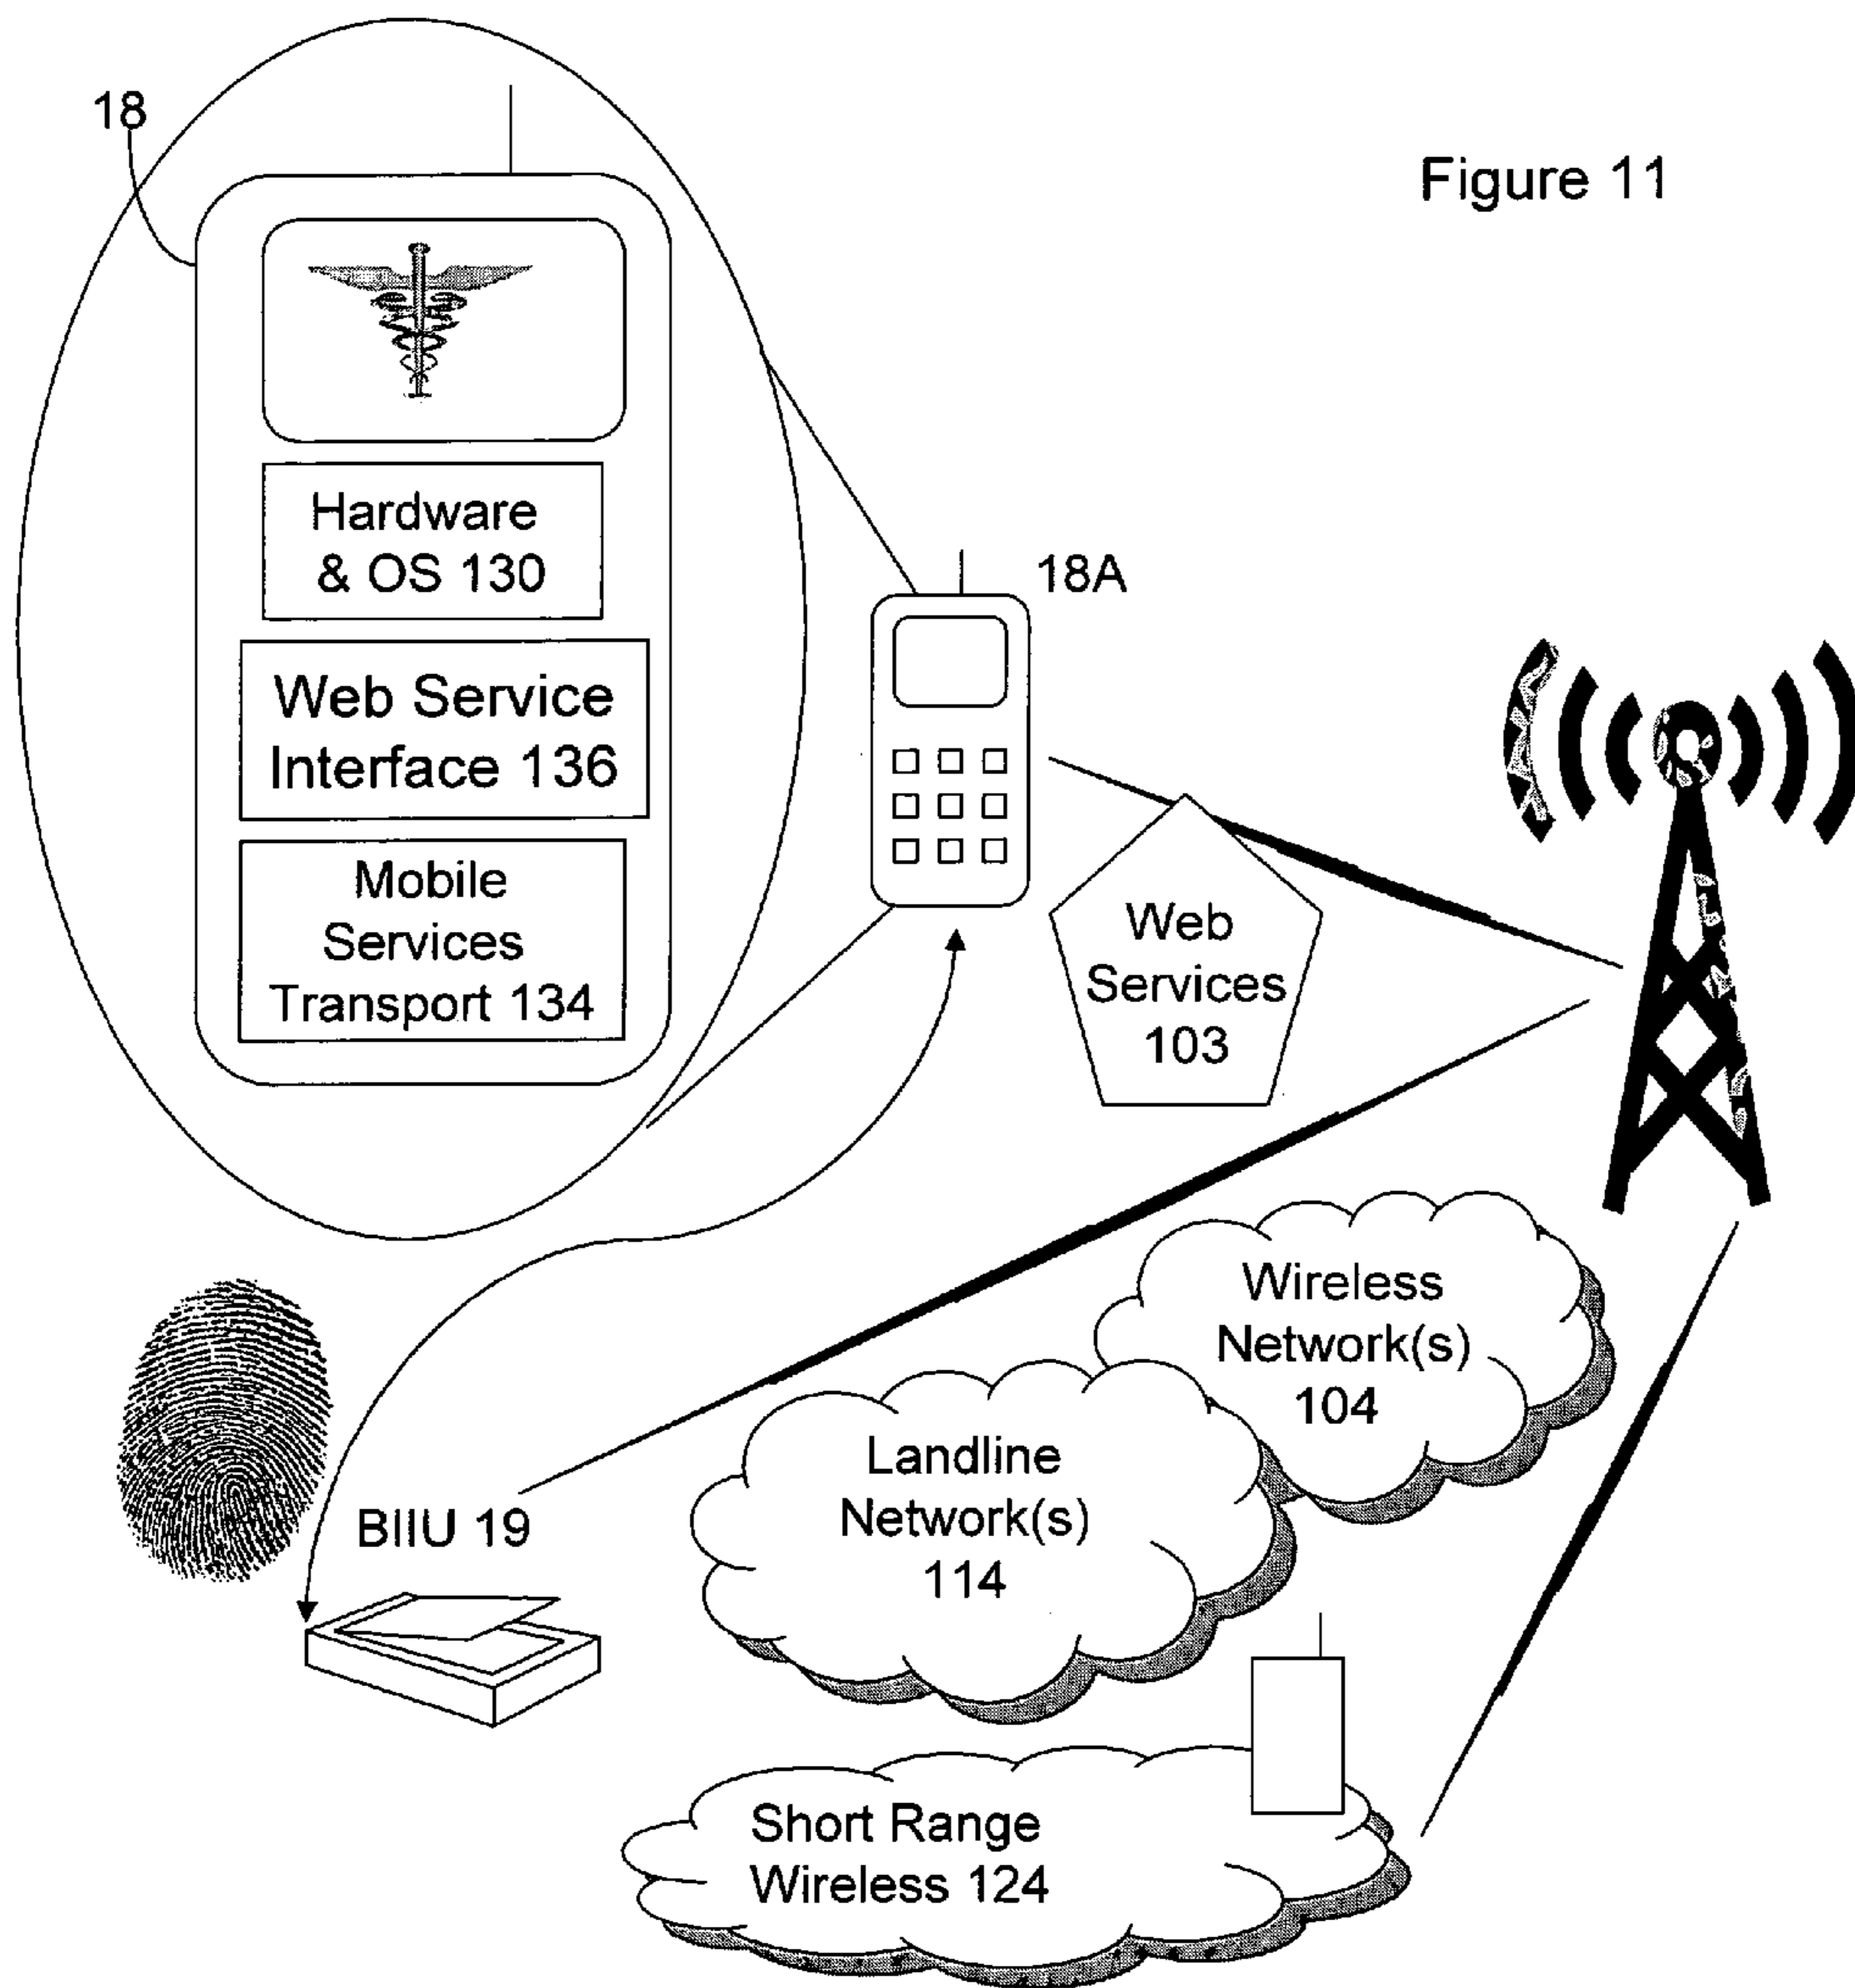 18
Figure 11
Hardware
& OS 130
18A
Web Service
Interface 136
Mobile
Services
Transport 134
Web
Services
103
Wireless
Network(s)
104
Landline
Network(s)
114
BIIU 19
Short Range
Wireless 124